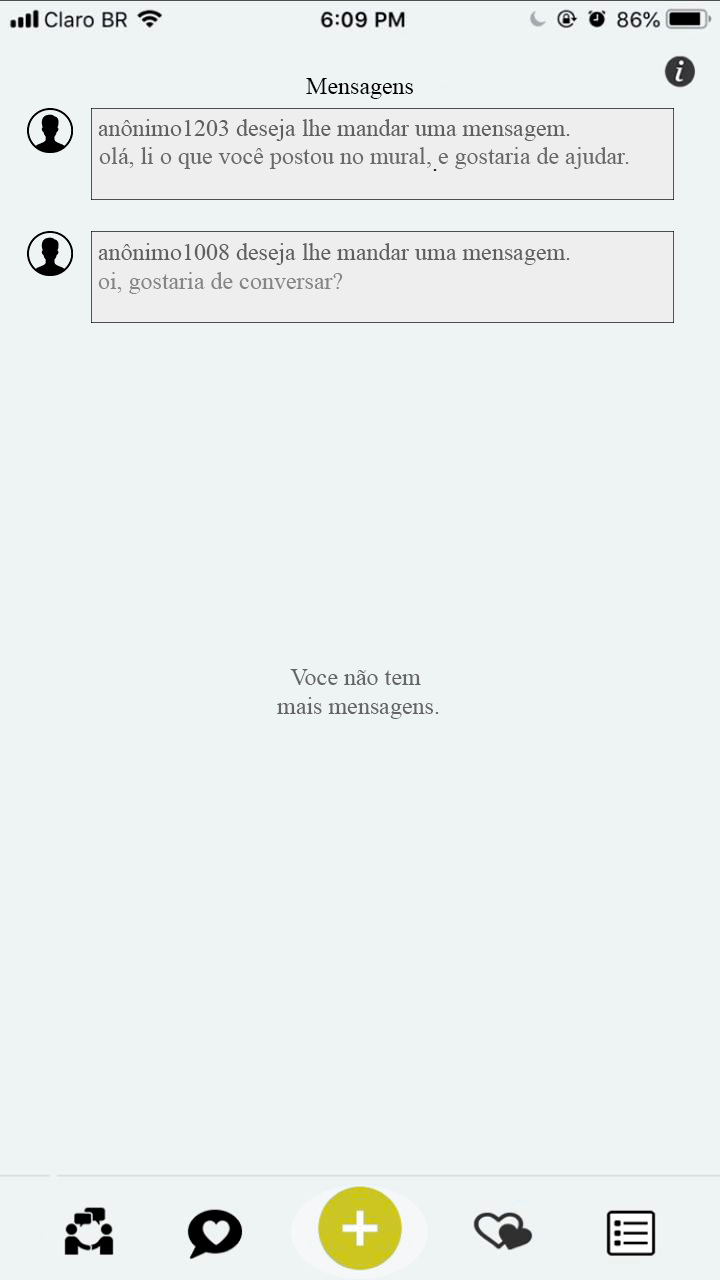 Claro BR
6:09 PM
86%
Mensagens
anônimo1203 deseja lhe mandar uma mensagem.
olá, li o que você postou no mural, e gostaria de ajudar.
anônimo1008 deseja lhe mandar uma mensagem.
oi, gostaria de conversar?
Voce não tem
mais mensagens.